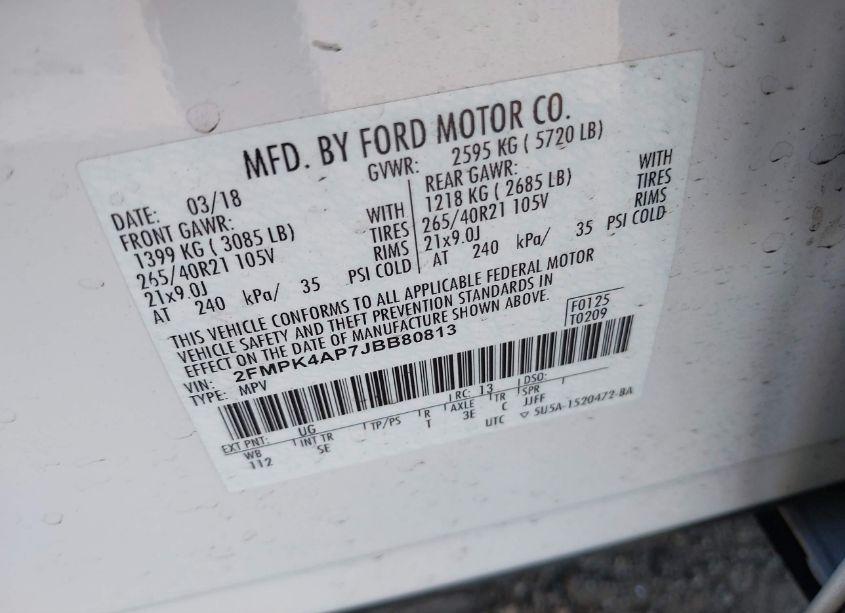 MFD. BY FORD MOTOR CO.
DATE: 03/18 GVWR: 2595 KG ( 5720 LB)
FRONT GAWR: REAR GAWR:
1399 KG ( 3085 LB) WITH 1218 KG ( 2685 LB) WITH
265/40R21 105V TIRES 265/40R21 105V TIRES
21x9.0J RIMS 21x9.0J RIMS
AT 240 kPa/ 35 PSI COLD AT 240 kPa/ 35 PSI COLD
THIS VEHICLE CONFORMS TO ALL APPLICABLE FEDERAL MOTOR
VEHICLE SAFETY AND THEFT PREVENTION STANDARDS IN
EFFECT ON THE DATE OF MANUFACTURE SHOWN ABOVE.
VIN: 2FMPK4AP7JBB80813 F0125
TYPE: MPV T0209
EXT PNT: UG RC: 13 DSO:
WB INT TR TP/PS R AXLE TR SPR
112 SE T 3E C JJFF
UTC ▽ 5U5A-1520472-BA